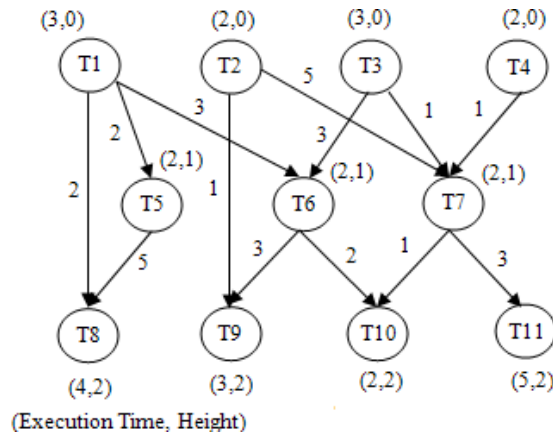 (3,0) (2,0) (3,0) (2,0)
T1 T2 T3 T4
5
2 3 3 1 1
(2,1) (2,1) (2,1)
2 T5 1 T6 T7
5 3 2 1 3
T8 T9 T10 T11
(4,2) (3,2) (2,2) (5,2)
(Execution Time, Height)